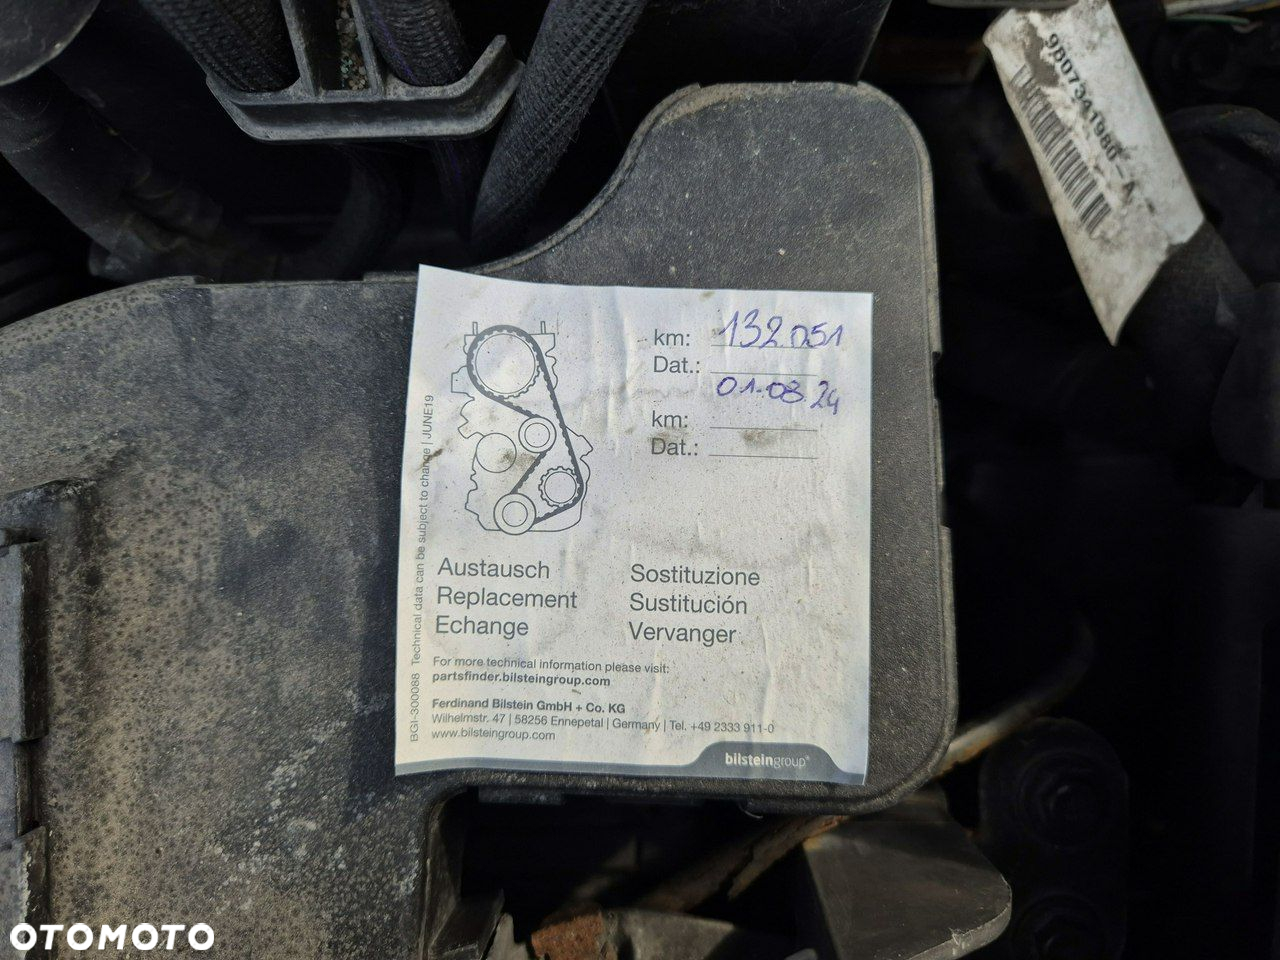 9D07341980-A
km: 132051
Dat.: 01.08.24
km:
Dat.:
Austausch
Replacement
Echange
Sostituzione
Sustitución
Vervanger
For more technical information please visit:
partsfinder.bilsteingroup.com
Ferdinand Bilstein GmbH + Co. KG
Wilhelmstr. 47 | 58256 Ennepetal | Germany | Tel. +49 2333 911-0
www.bilsteingroup.com
bilsteingroup®
BGI-300088 Technical data can be subject to change | JUNE19
OTOMOTO